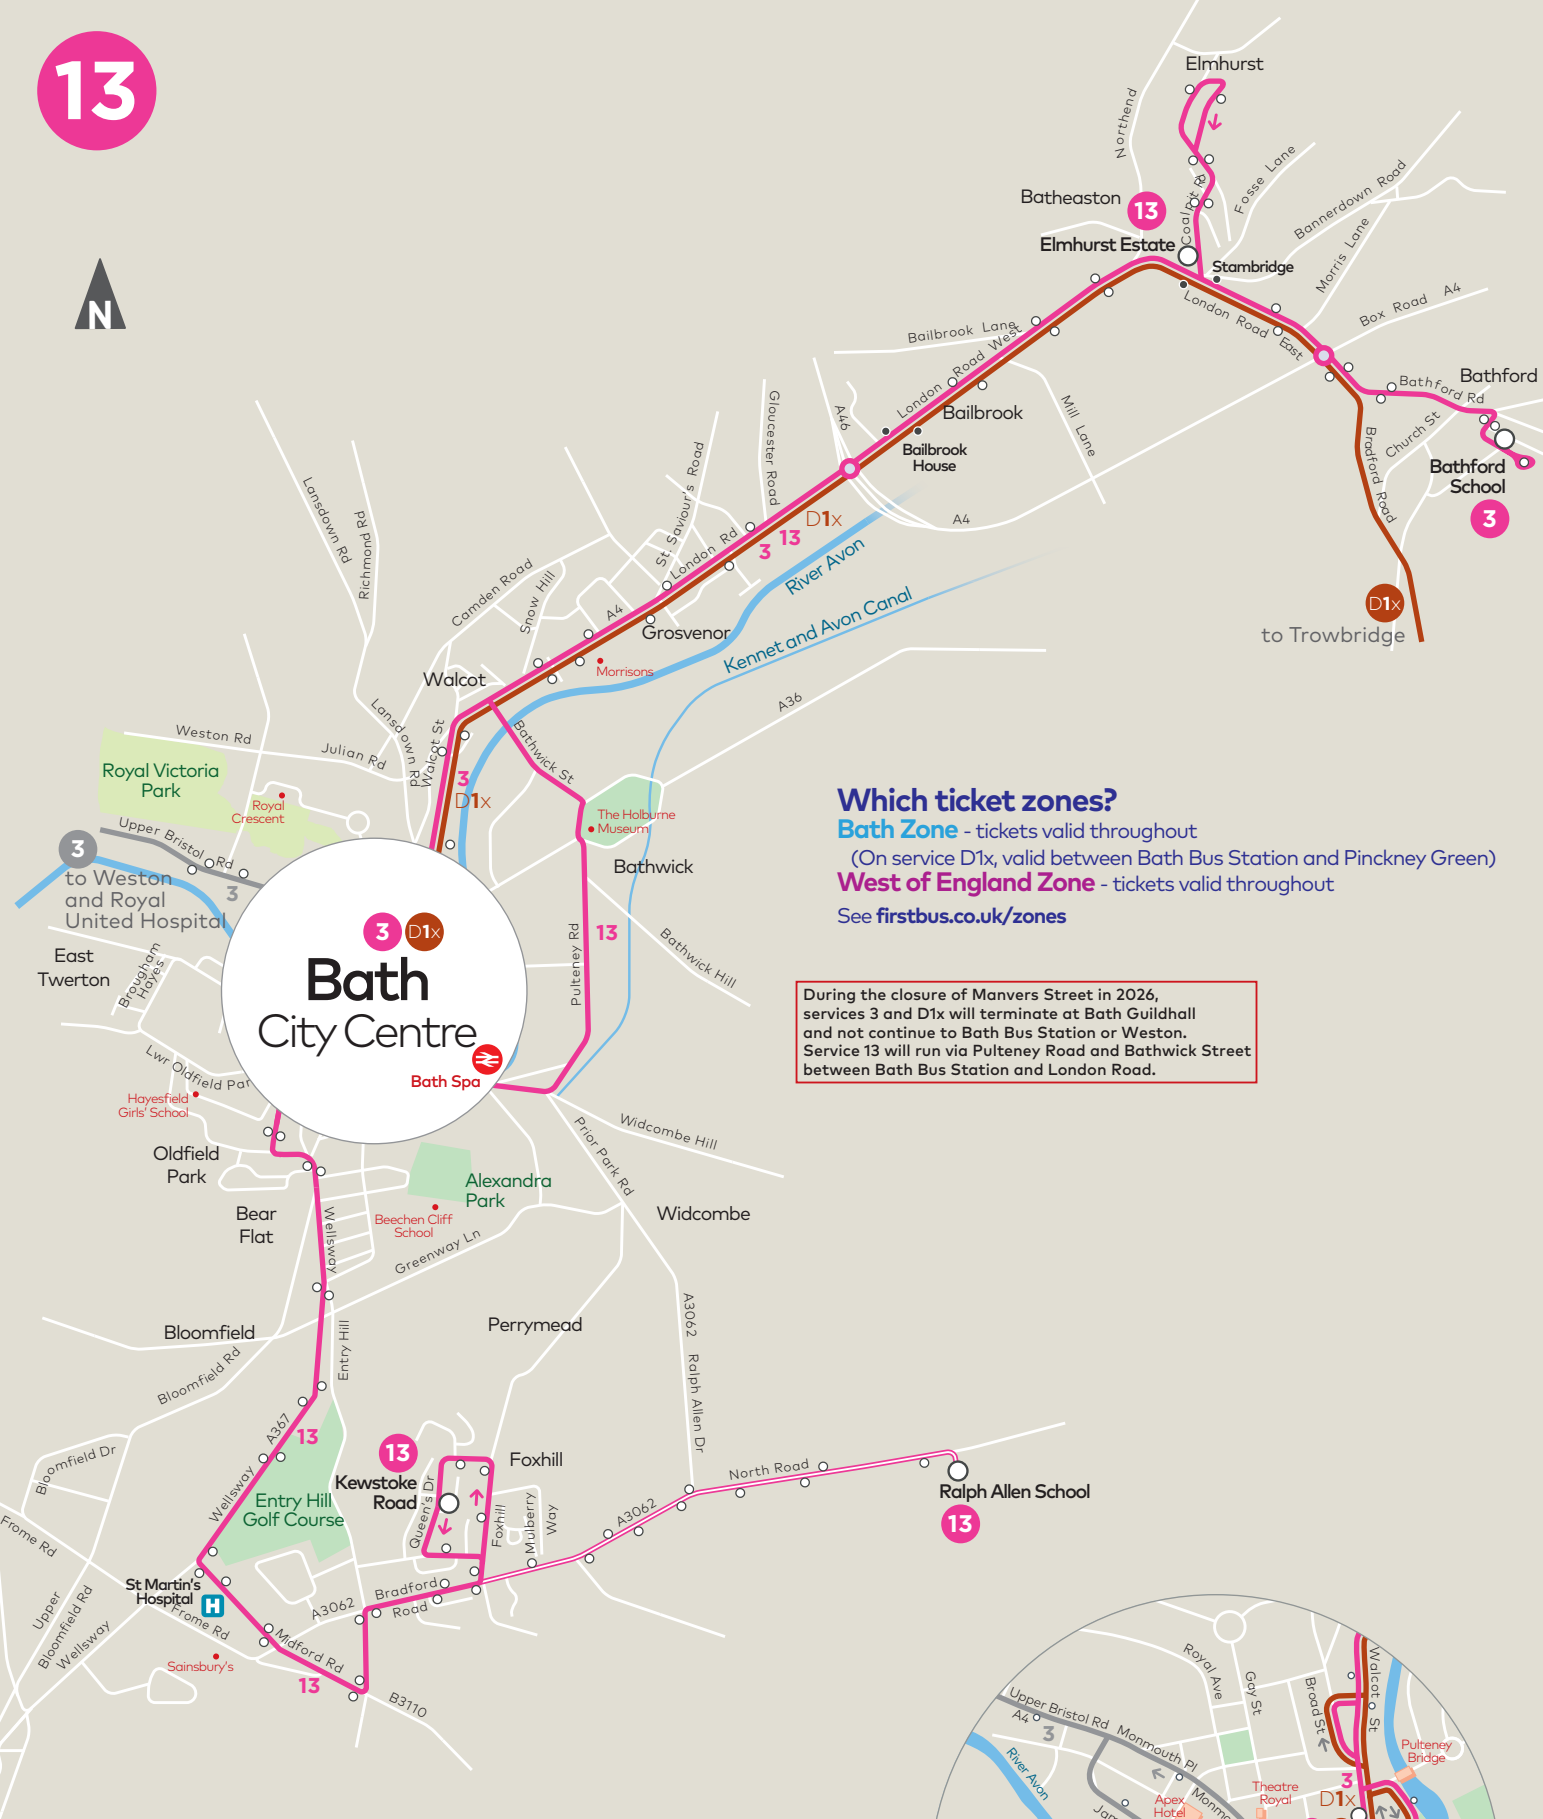 13
N
Elmhurst
Northend
Fosse Lane
Bannerdown Road
Batheaston
13
Coalpit Rd
Elmhurst Estate
Stambridge
Morris Lane
London Road East
Box Road A4
Bailbrook Lane
London Road West
Bathford
Bathford Rd
Church St
Bathford
School
3
Bradford Road
Mill Lane
A46
Bailbrook
Bailbrook
House
Gloucester Road
St. Saviour's Road
Lansdown Rd
Richmond Rd
A4
D1x
13
3
London Rd
River Avon
Camden Road
Snow Hill
A4
Kennet and Avon Canal
D1x
to Trowbridge
Grosvenor
Morrisons
Walcot
A36
Lansdown Rd
Walcot St
Bathwick St
Weston Rd
Julian Rd
Royal Victoria
Park
Royal
Crescent
3
D1x
The Holburne
Museum
Which ticket zones?
Bath Zone - tickets valid throughout
(On service D1x, valid between Bath Bus Station and Pinckney Green)
West of England Zone - tickets valid throughout
See firstbus.co.uk/zones
Upper Bristol Rd
3
3
to Weston
and Royal
United Hospital
Bathwick
3
D1x
Bath
City Centre
Bath Spa
Pulteney Rd
13
Bathwick Hill
East
Twerton
Brougham
Hayes
During the closure of Manvers Street in 2026,
services 3 and D1x will terminate at Bath Guildhall
and not continue to Bath Bus Station or Weston.
Service 13 will run via Pulteney Road and Bathwick Street
between Bath Bus Station and London Road.
Lwr Oldfield Par
Hayesfield
Girls' School
Oldfield
Park
Prior Park Rd
Widcombe Hill
Alexandra
Park
Beechen Cliff
School
Widcombe
Bear
Flat
Wellsway
Greenway Ln
Bloomfield
Entry Hill
Perrymead
A3062 Ralph Allen Dr
Bloomfield Rd
A367
13
Wellsway
Bloomfield Dr
Entry Hill
Golf Course
13
Kewstoke
Road
Queen's Dr
Foxhill
Foxhill
Mulberry
Way
A3062
North Road
Ralph Allen School
13
Frome Rd
St Martin's
Hospital
H
Frome Rd
Upper
Bloomfield Rd
Wellsway
A3062
Bradford
Road
Midford Rd
Sainsbury's
13
B3110
Royal Ave
Gay St
Broad St
Walcot St
Upper Bristol Rd
A4
3
Monmouth Pl
River Avon
Pulteney
Bridge
Theatre
Royal
Apex
Hotel
3
D1x